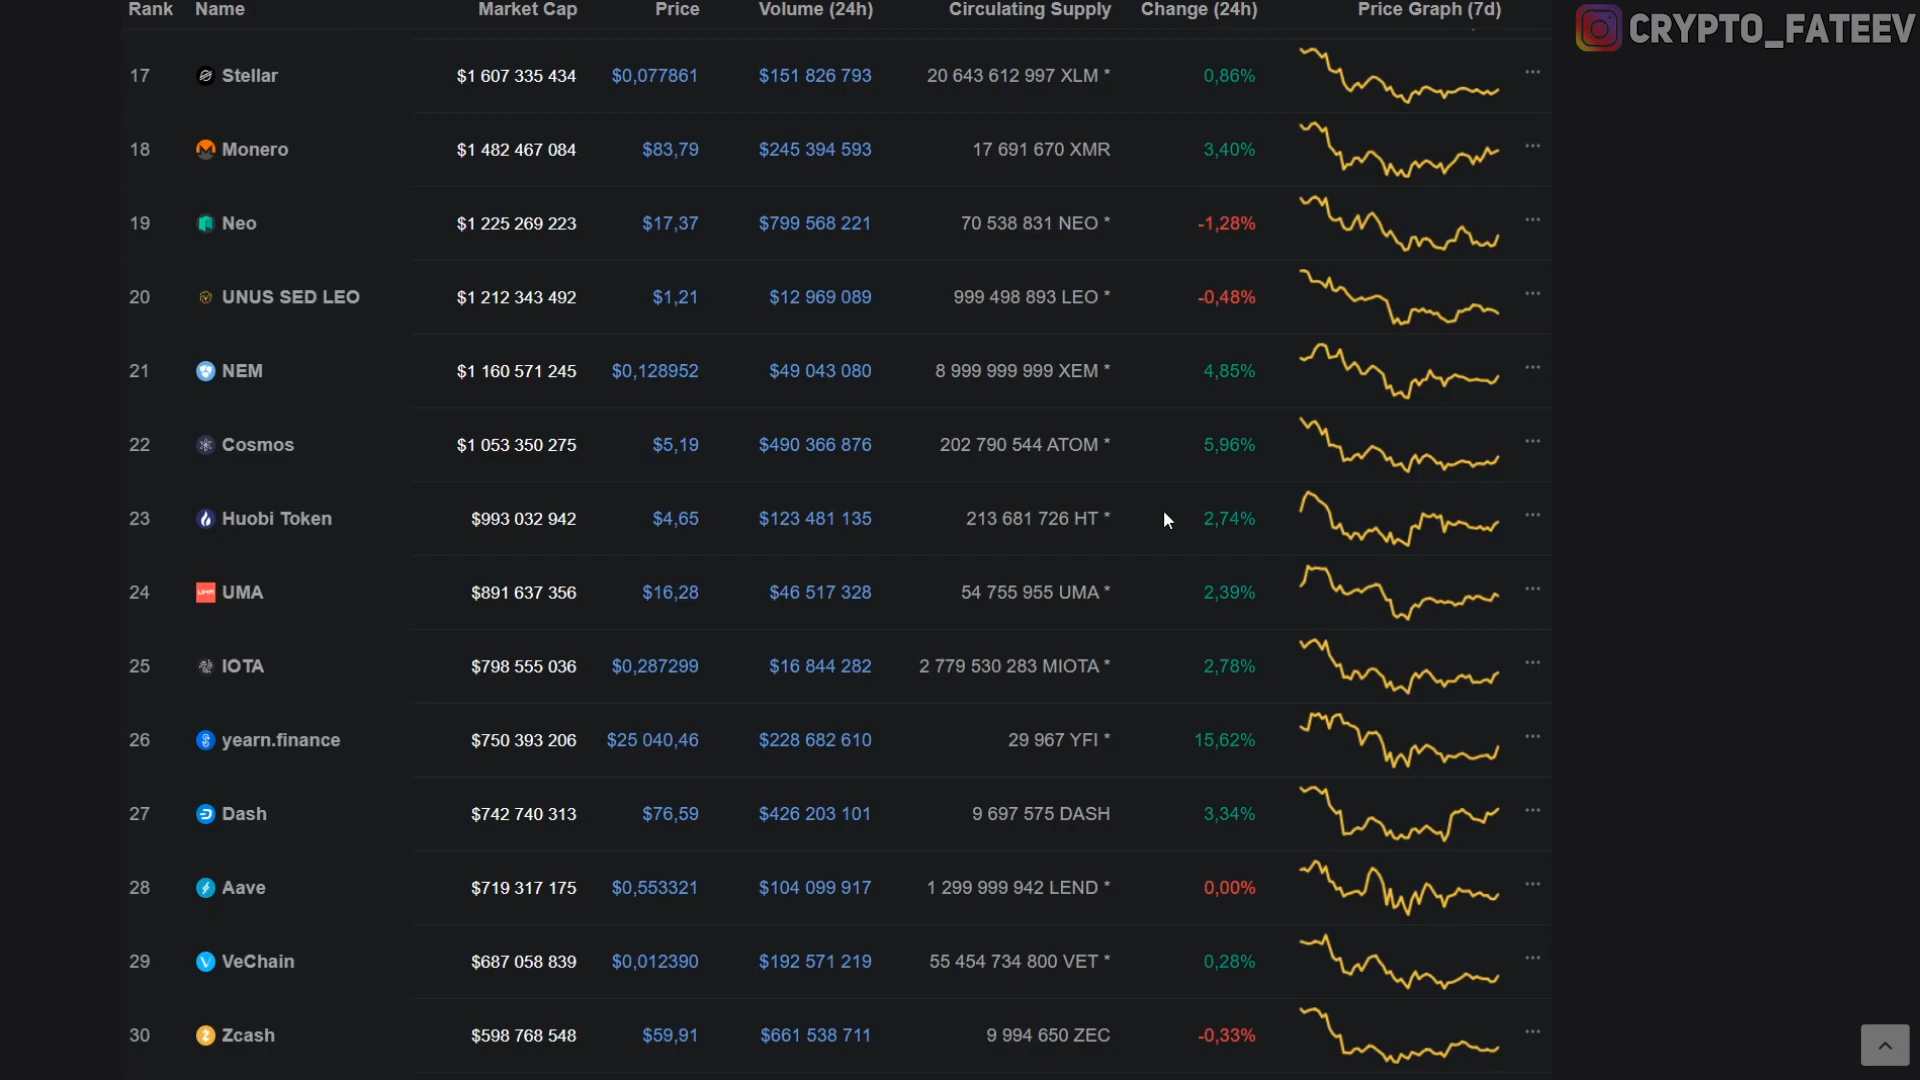 Rank Name Market Cap Price Volume (24h) Circulating Supply Change (24h) Price Graph (7d)
CRYPTO_FATEEV
17 Stellar $1 607 335 434 $0,077861 $151 826 793 20 643 612 997 XLM * 0,86%
18 Monero $1 482 467 084 $83,79 $245 394 593 17 691 670 XMR 3,40%
19 Neo $1 225 269 223 $17,37 $799 568 221 70 538 831 NEO * -1,28%
20 UNUS SED LEO $1 212 343 492 $1,21 $12 969 089 999 498 893 LEO * -0,48%
21 NEM $1 160 571 245 $0,128952 $49 043 080 8 999 999 999 XEM * 4,85%
22 Cosmos $1 053 350 275 $5,19 $490 366 876 202 790 544 ATOM * 5,96%
23 Huobi Token $993 032 942 $4,65 $123 481 135 213 681 726 HT * 2,74%
24 UMA $891 637 356 $16,28 $46 517 328 54 755 955 UMA * 2,39%
25 IOTA $798 555 036 $0,287299 $16 844 282 2 779 530 283 MIOTA * 2,78%
26 yearn.finance $750 393 206 $25 040,46 $228 682 610 29 967 YFI * 15,62%
27 Dash $742 740 313 $76,59 $426 203 101 9 697 575 DASH 3,34%
28 Aave $719 317 175 $0,553321 $104 099 917 1 299 999 942 LEND * 0,00%
29 VeChain $687 058 839 $0,012390 $192 571 219 55 454 734 800 VET * 0,28%
30 Zcash $598 768 548 $59,91 $661 538 711 9 994 650 ZEC -0,33%